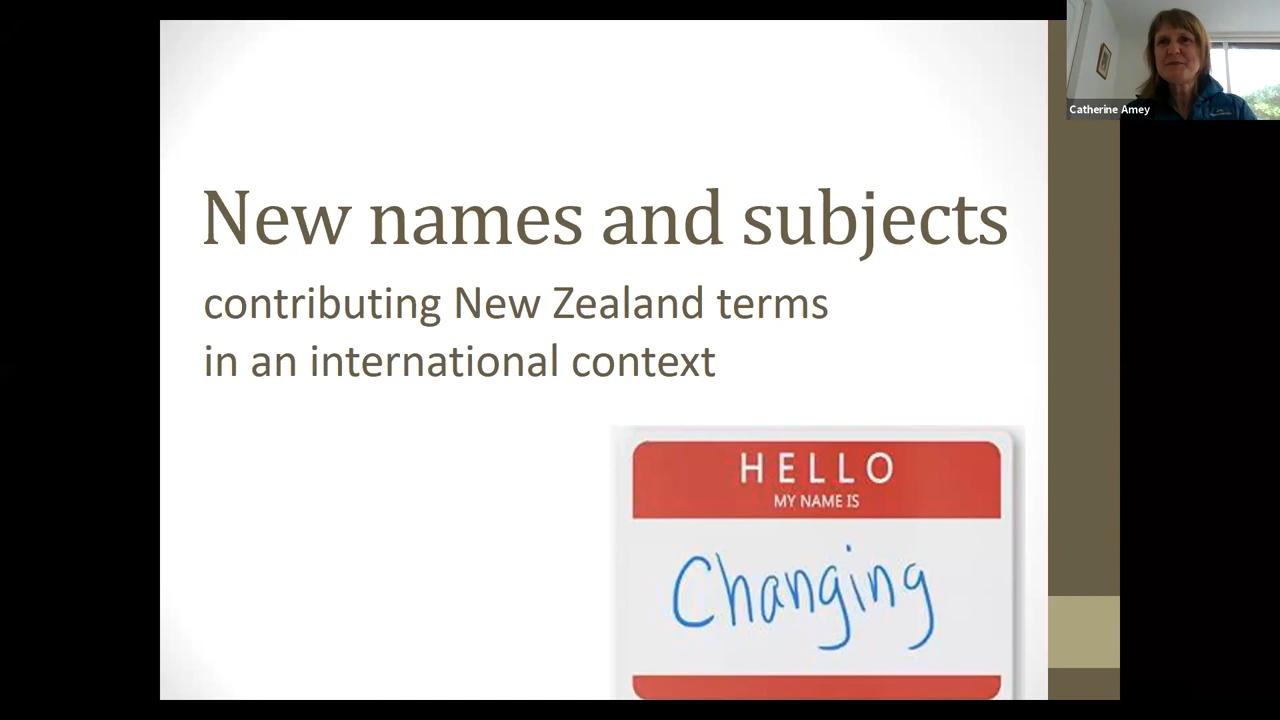 Catherine Amey
New names and subjects
contributing New Zealand terms
in an international context
HELLO
MY NAME IS
Changing